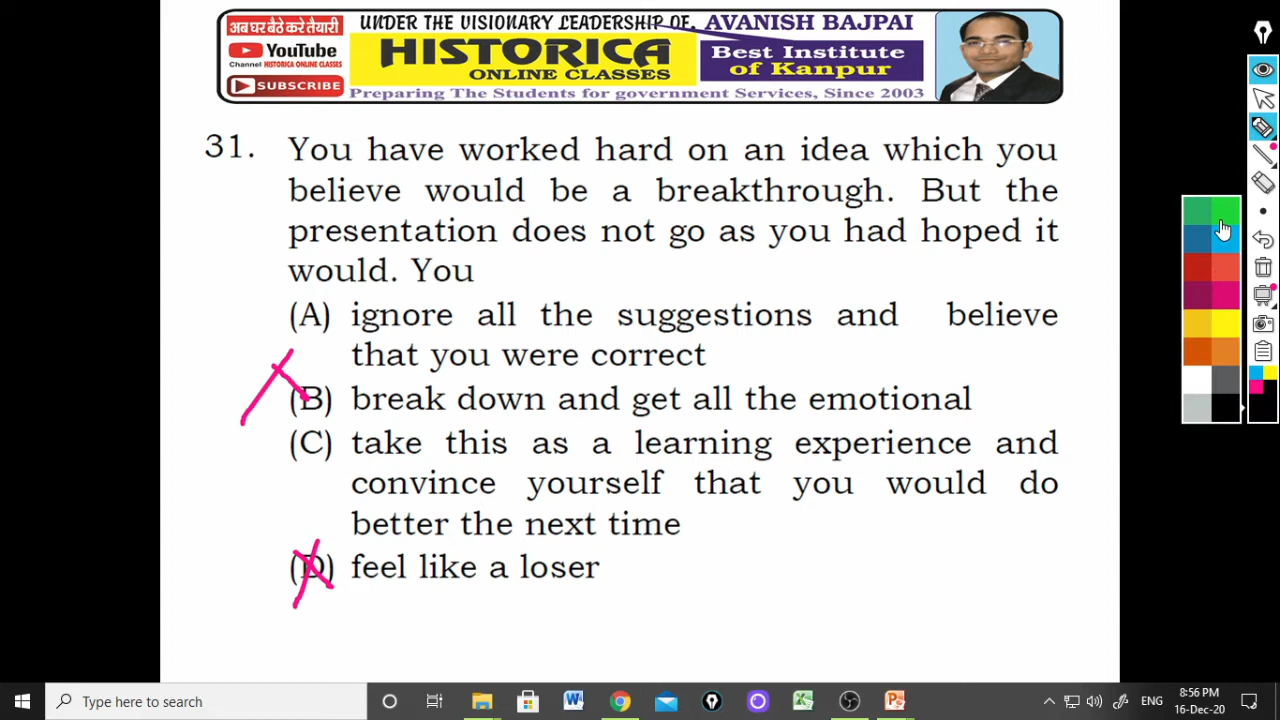 अब घर बैठे करे तैयारी
YouTube
Channel HISTORICA ONLINE CLASSES
SUBSCRIBE
UNDER THE VISIONARY LEADERSHIP OF, AVANISH BAJPAI
HISTORICA
ONLINE CLASSES
Best Institute
of Kanpur
Preparing The Students for government Services, Since 2003
31. You have worked hard on an idea which you
believe would be a breakthrough. But the
presentation does not go as you had hoped it
would. You
(A) ignore all the suggestions and believe
that you were correct
(B) break down and get all the emotional
(C) take this as a learning experience and
convince yourself that you would do
better the next time
(D) feel like a loser
Type here to search
ENG
8:56 PM
16-Dec-20